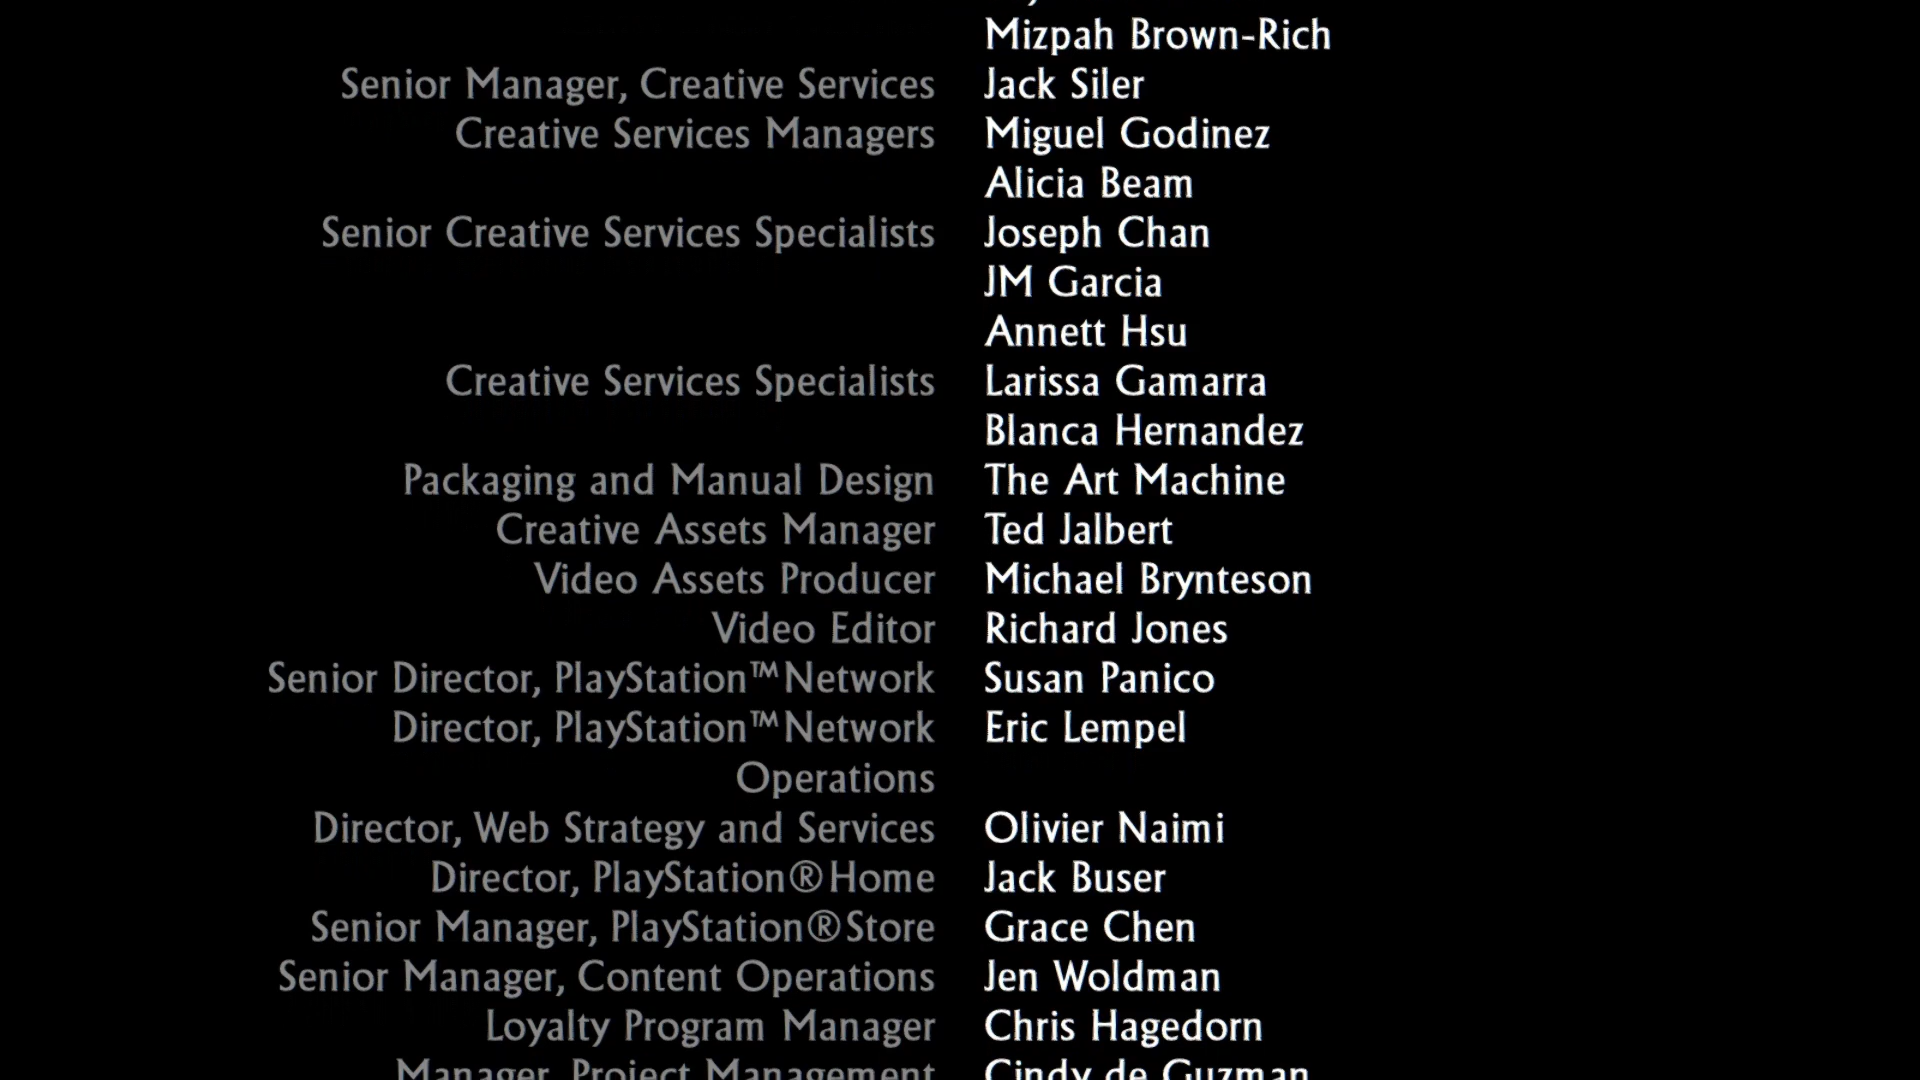 Mizpah Brown-Rich
Senior Manager, Creative Services Jack Siler
Creative Services Managers Miguel Godinez
Alicia Beam
Senior Creative Services Specialists Joseph Chan
JM Garcia
Annett Hsu
Creative Services Specialists Larissa Gamarra
Blanca Hernandez
Packaging and Manual Design The Art Machine
Creative Assets Manager Ted Jalbert
Video Assets Producer Michael Brynteson
Video Editor Richard Jones
Senior Director, PlayStation™Network Susan Panico
Director, PlayStation™Network Eric Lempel
Operations
Director, Web Strategy and Services Olivier Naimi
Director, PlayStation®Home Jack Buser
Senior Manager, PlayStation®Store Grace Chen
Senior Manager, Content Operations Jen Woldman
Loyalty Program Manager Chris Hagedorn
Manager, Project Management Cindy de Guzman